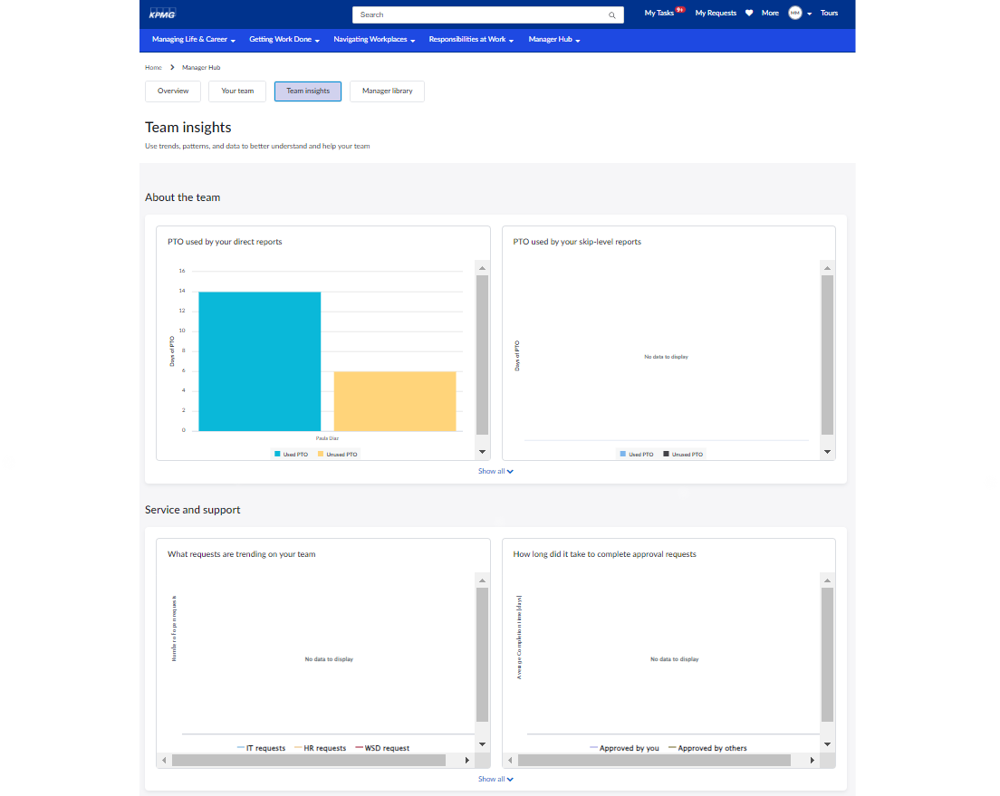 KPMG
Search
My Tasks 9+ My Requests More MM Tours
Managing Life & Career Getting Work Done Navigating Workplaces Responsibilities at Work Manager Hub
Home Manager Hub
Overview Your team Team insights Manager library
Team insights
Use trends, patterns, and data to better understand and help your team
About the team
PTO used by your direct reports
16
14
12
10
8
6
4
2
0
Days of PTO
Paula Diaz
Used PTO Unused PTO
PTO used by your skip-level reports
Days of PTO
No data to display
Used PTO Unused PTO
Show all
Service and support
What requests are trending on your team
Number of open requests
No data to display
IT requests HR requests WSD request
How long did it take to complete approval requests
Average Completion time (days)
No data to display
Approved by you Approved by others
Show all